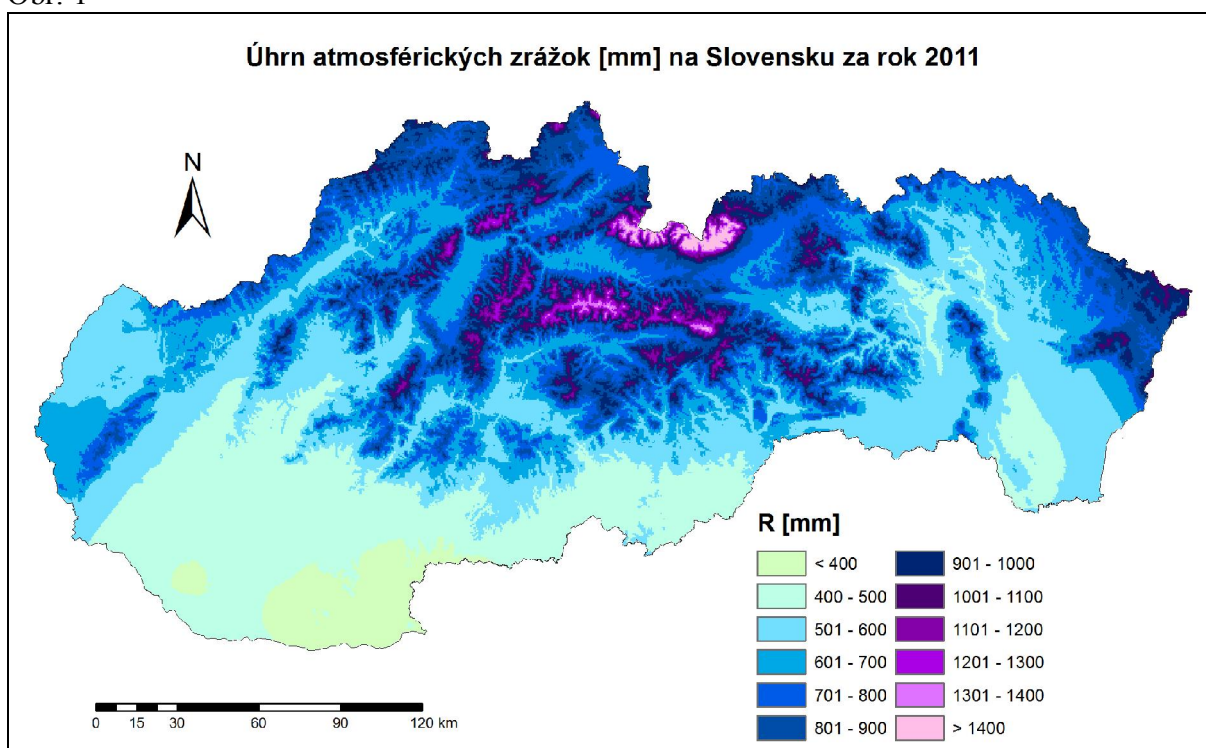 Obr. 1
Úhrn atmosférických zrážok [mm] na Slovensku za rok 2011
N
R [mm]
< 400
400 - 500
501 - 600
601 - 700
701 - 800
801 - 900
901 - 1000
1001 - 1100
1101 - 1200
1201 - 1300
1301 - 1400
> 1400
0 15 30 60 90 120 km